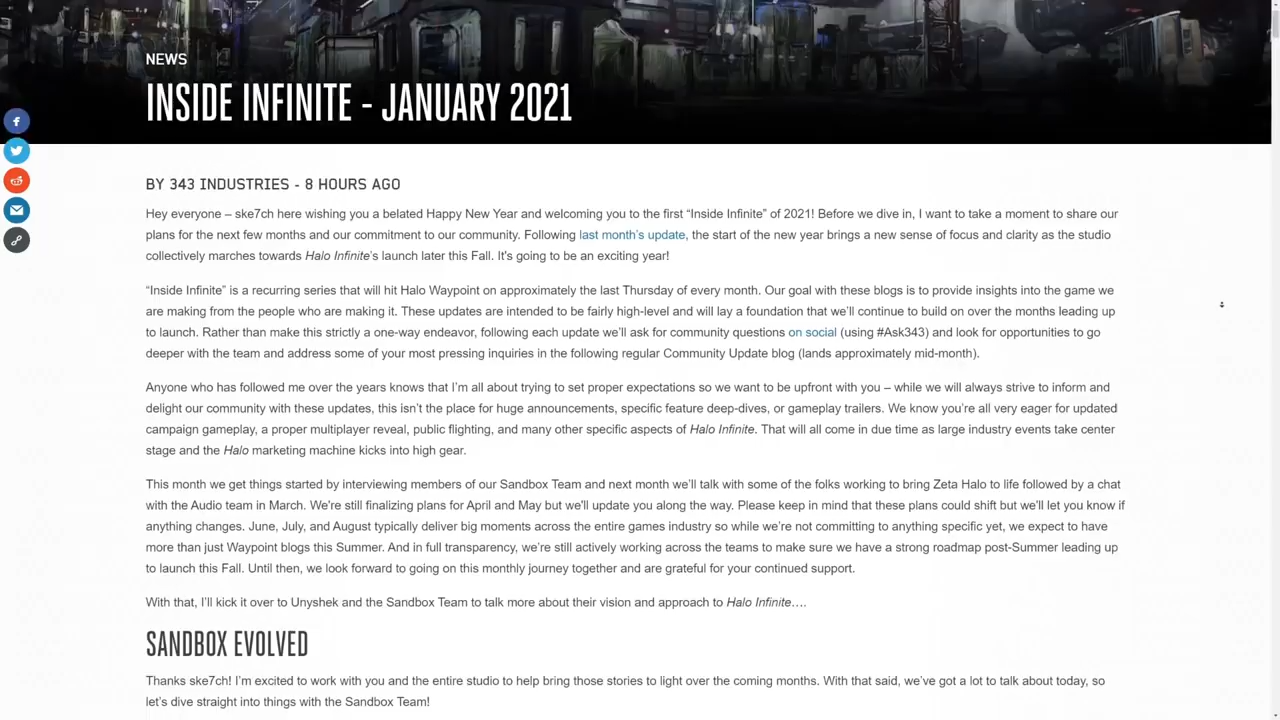 NEWS
INSIDE INFINITE - JANUARY 2021
BY 343 INDUSTRIES - 8 HOURS AGO
Hey everyone – ske7ch here wishing you a belated Happy New Year and welcoming you to the first “Inside Infinite” of 2021! Before we dive in, I want to take a moment to share our
plans for the next few months and our commitment to our community. Following last month’s update, the start of the new year brings a new sense of focus and clarity as the studio
collectively marches towards Halo Infinite’s launch later this Fall. It's going to be an exciting year!
“Inside Infinite” is a recurring series that will hit Halo Waypoint on approximately the last Thursday of every month. Our goal with these blogs is to provide insights into the game we
are making from the people who are making it. These updates are intended to be fairly high-level and will lay a foundation that we’ll continue to build on over the months leading up
to launch. Rather than make this strictly a one-way endeavor, following each update we’ll ask for community questions on social (using #Ask343) and look for opportunities to go
deeper with the team and address some of your most pressing inquiries in the following regular Community Update blog (lands approximately mid-month).
Anyone who has followed me over the years knows that I’m all about trying to set proper expectations so we want to be upfront with you – while we will always strive to inform and
delight our community with these updates, this isn’t the place for huge announcements, specific feature deep-dives, or gameplay trailers. We know you’re all very eager for updated
campaign gameplay, a proper multiplayer reveal, public flighting, and many other specific aspects of Halo Infinite. That will all come in due time as large industry events take center
stage and the Halo marketing machine kicks into high gear.
This month we get things started by interviewing members of our Sandbox Team and next month we’ll talk with some of the folks working to bring Zeta Halo to life followed by a chat
with the Audio team in March. We're still finalizing plans for April and May but we'll update you along the way. Please keep in mind that these plans could shift but we’ll let you know if
anything changes. June, July, and August typically deliver big moments across the entire games industry so while we’re not committing to anything specific yet, we expect to have
more than just Waypoint blogs this Summer. And in full transparency, we’re still actively working across the teams to make sure we have a strong roadmap post-Summer leading up
to launch this Fall. Until then, we look forward to going on this monthly journey together and are grateful for your continued support.
With that, I’ll kick it over to Unyshek and the Sandbox Team to talk more about their vision and approach to Halo Infinite….
SANDBOX EVOLVED
Thanks ske7ch! I’m excited to work with you and the entire studio to help bring those stories to light over the coming months. With that said, we’ve got a lot to talk about today, so
let’s dive straight into things with the Sandbox Team!